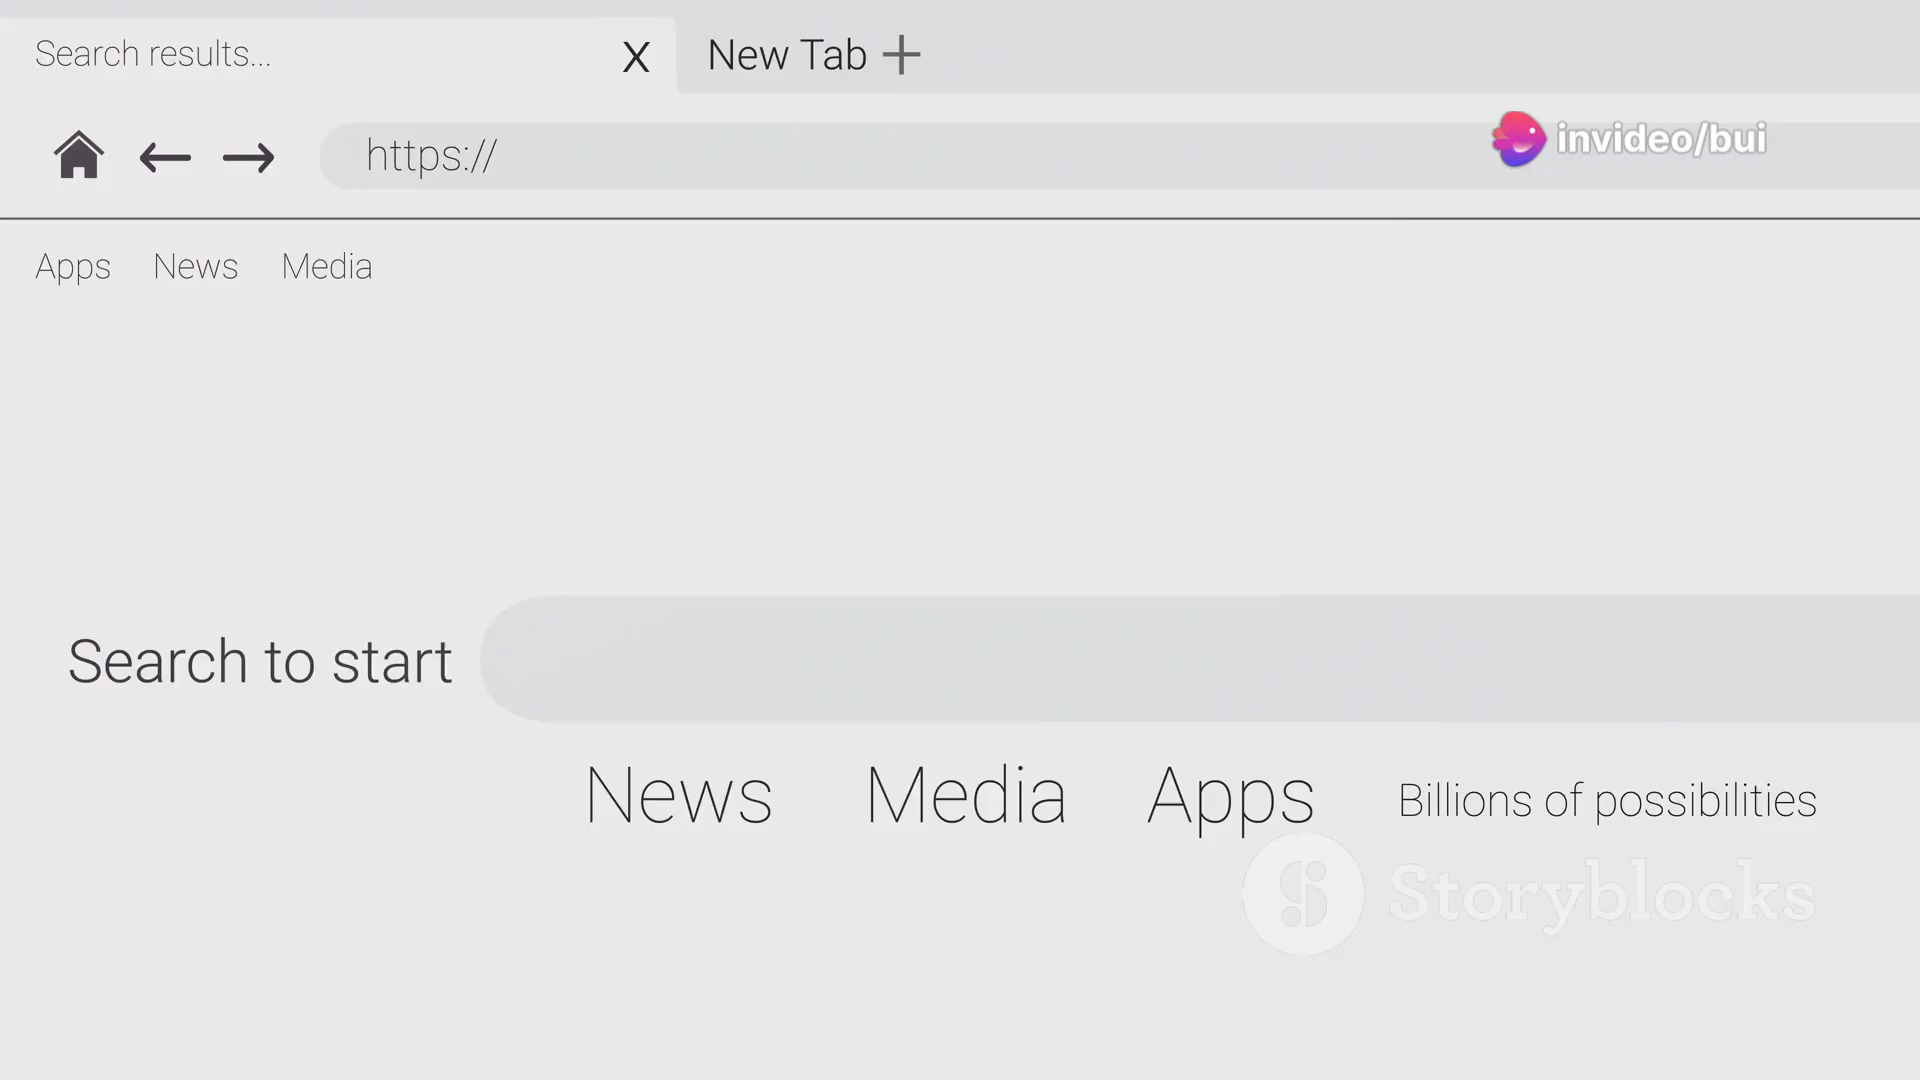 Search results... X New Tab +
https://
invideo/bui
Apps News Media
Search to start
News Media Apps Billions of possibilities
Storyblocks